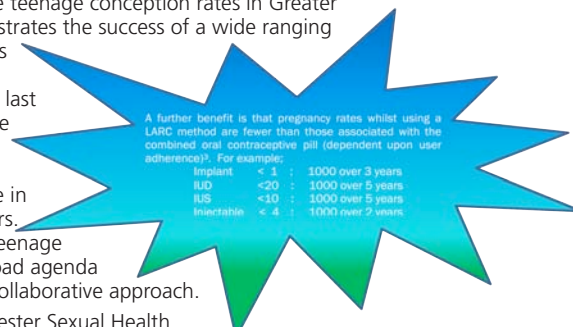 e teenage conception rates in Greater
strates the success of a wide ranging
s
last
e
A further benefit is that pregnancy rates whilst using a
LARC method are fewer than those associated with the
combined oral contraceptive pill (dependent upon user
adherence)³. For example:
Implant < 1 : 1000 over 3 years
IUD <20 : 1000 over 5 years
IUS <10 : 1000 over 5 years
Injectable < 4 : 1000 over 2 years
e in
rs.
eenage
oad agenda
ollaborative approach.
ester Sexual Health